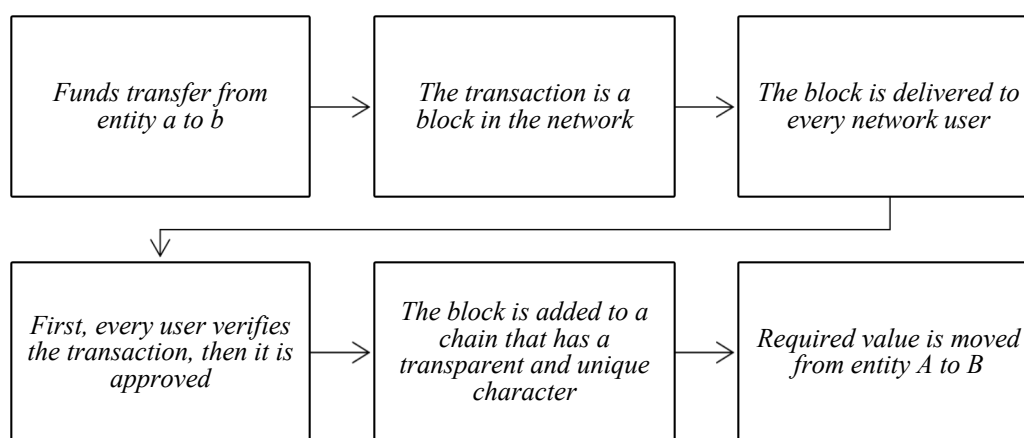 Funds transfer from
entity a to b
The transaction is a
block in the network
The block is delivered to
every network user
First, every user verifies
the transaction, then it is
approved
The block is added to a
chain that has a
transparent and unique
character
Required value is moved
from entity A to B